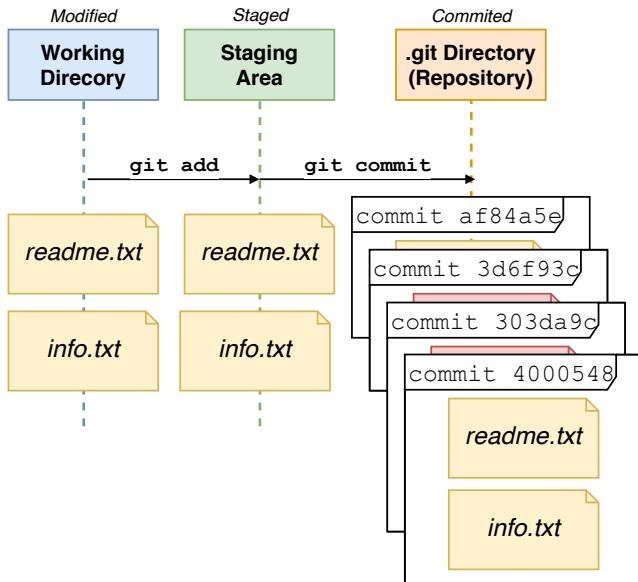 Modified
Staged
Commited
Working
Direcory
Staging
Area
.git Directory
(Repository)
git add
git commit
readme.txt
readme.txt
info.txt
info.txt
commit af84a5e
commit 3d6f93c
commit 303da9c
commit 4000548
readme.txt
info.txt